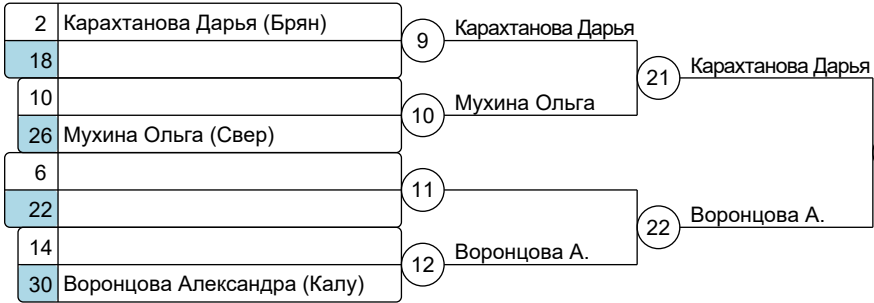 2 Карахтанова Дарья (Брян)
18
10
26 Мухина Ольга (Свер)
6
22
14
30 Воронцова Александра (Калу)
9 Карахтанова Дарья
10 Мухина Ольга
11
12 Воронцова А.
21 Карахтанова Дарья
22 Воронцова А.